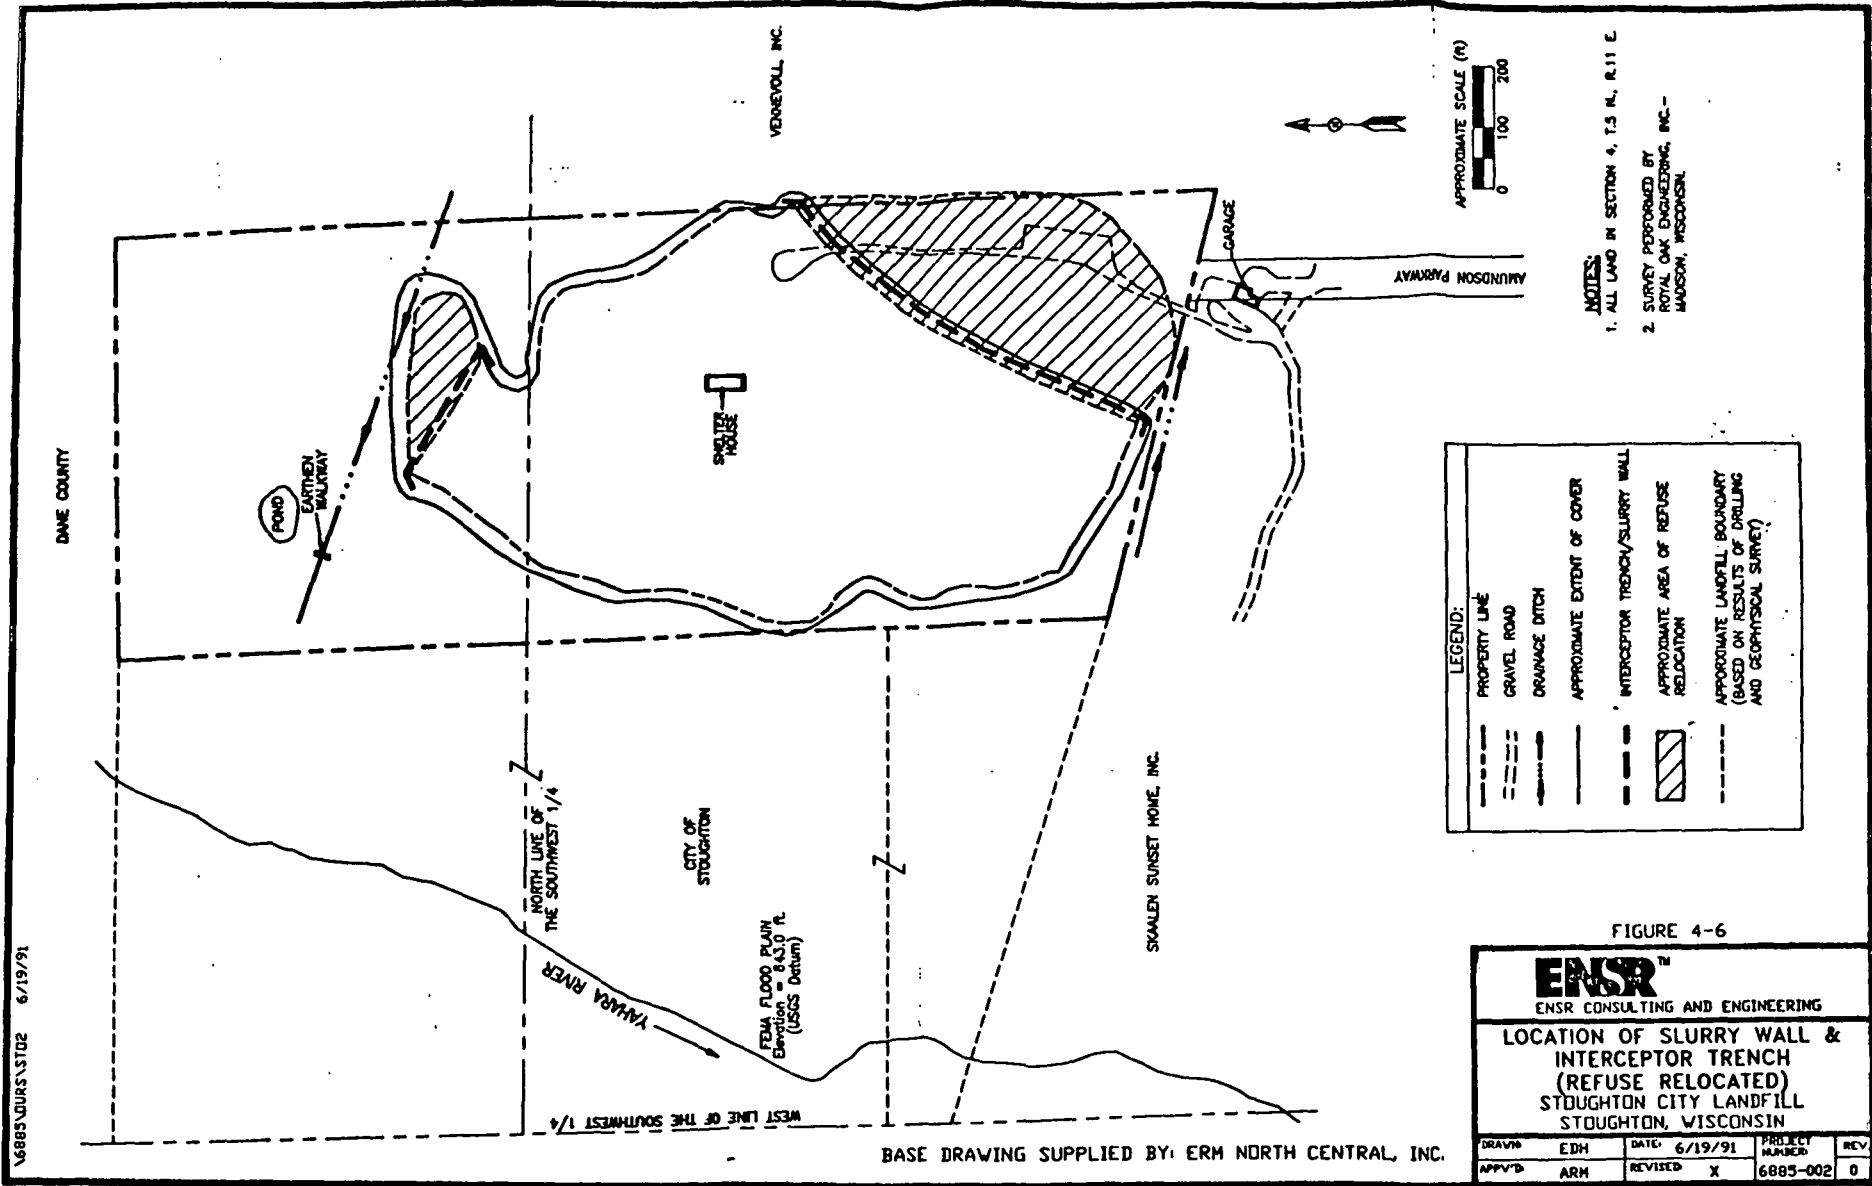 \6885\DURS\ST02 6/19/91
DANE COUNTY
VENNEVOLL, INC.
POND
EARTHEN
WALKWAY
SHELTER
HOUSE
GARAGE
AMUNDSON PARKWAY
NORTH LINE OF
THE SOUTHWEST 1/4
CITY OF
STOUGHTON
YAHARA RIVER
FEMA FLOOD PLAIN
Elevation = 843.0 ft.
(USGS Datum)
WEST LINE OF THE SOUTHWEST 1/4
SKAALEN SUNSET HOME, INC.
APPROXIMATE SCALE (ft)
0 100 200
NOTES:
1. ALL LAND IN SECTION 4, T.5 N., R.11 E.
2. SURVEY PERFORMED BY
ROYAL OAK ENGINEERING, INC.-
MADISON, WISCONSIN.
LEGEND:
PROPERTY LINE
GRAVEL ROAD
DRAINAGE DITCH
APPROXIMATE EXTENT OF COVER
INTERCEPTOR TRENCH/SLURRY WALL
APPROXIMATE AREA OF REFUSE
RELOCATION
APPOROXIMATE LANDFILL BOUNDARY
(BASED ON RESULTS OF DRILLING
AND GEOPHYSICAL SURVEY)
BASE DRAWING SUPPLIED BY: ERM NORTH CENTRAL, INC.
FIGURE 4-6
ENSR™
ENSR CONSULTING AND ENGINEERING
LOCATION OF SLURRY WALL &
INTERCEPTOR TRENCH
(REFUSE RELOCATED)
STOUGHTON CITY LANDFILL
STOUGHTON, WISCONSIN
DRAWN EDH DATE: 6/19/91 PROJECT NUMBER: 6885-002 REV 0
APPV'D ARM REVISED X